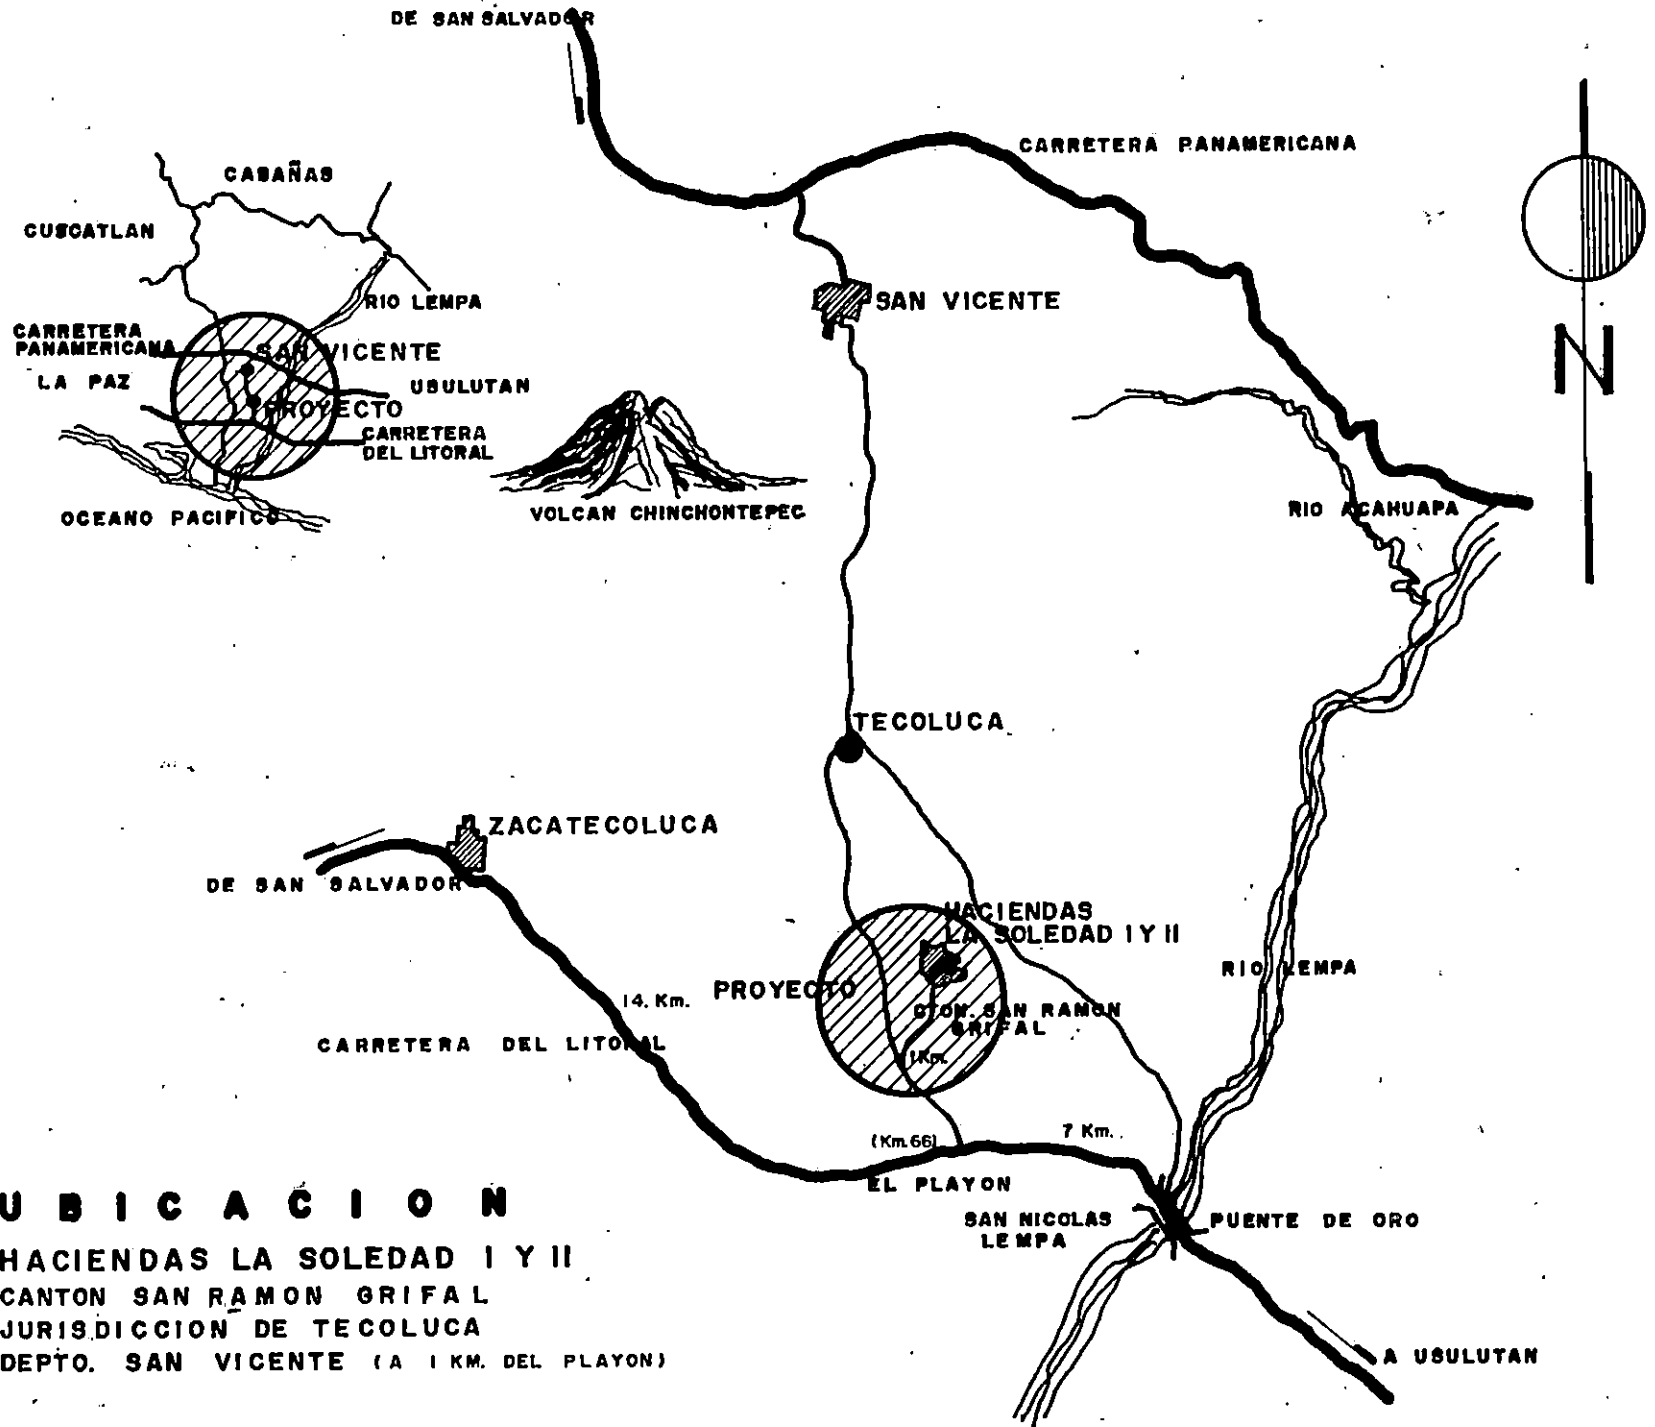 DE SAN SALVADOR
CARRETERA PANAMERICANA
CABAÑAS
CUSCATLAN
RIO LEMPA
CARRETERA
PANAMERICANA
SAN VICENTE
LA PAZ
USULUTAN
PROYECTO
CARRETERA
DEL LITORAL
OCEANO PACIFICO
SAN VICENTE
N
VOLCAN CHINCHONTEPEC
RIO ACAHUAPA
TECOLUCA
ZACATECOLUCA
DE SAN SALVADOR
HACIENDAS
LA SOLEDAD I Y II
RIO LEMPA
PROYECTO
14. Km.
CTON. SAN RAMON
GRIFAL
CARRETERA DEL LITORAL
1Km.
(Km. 66)
7 Km.
EL PLAYON
SAN NICOLAS
LEMPA
PUENTE DE ORO
A USULUTAN
UBICACION
HACIENDAS LA SOLEDAD I Y II
CANTON SAN RAMON GRIFAL
JURISDICCION DE TECOLUCA
DEPTO. SAN VICENTE (A 1 KM. DEL PLAYON)